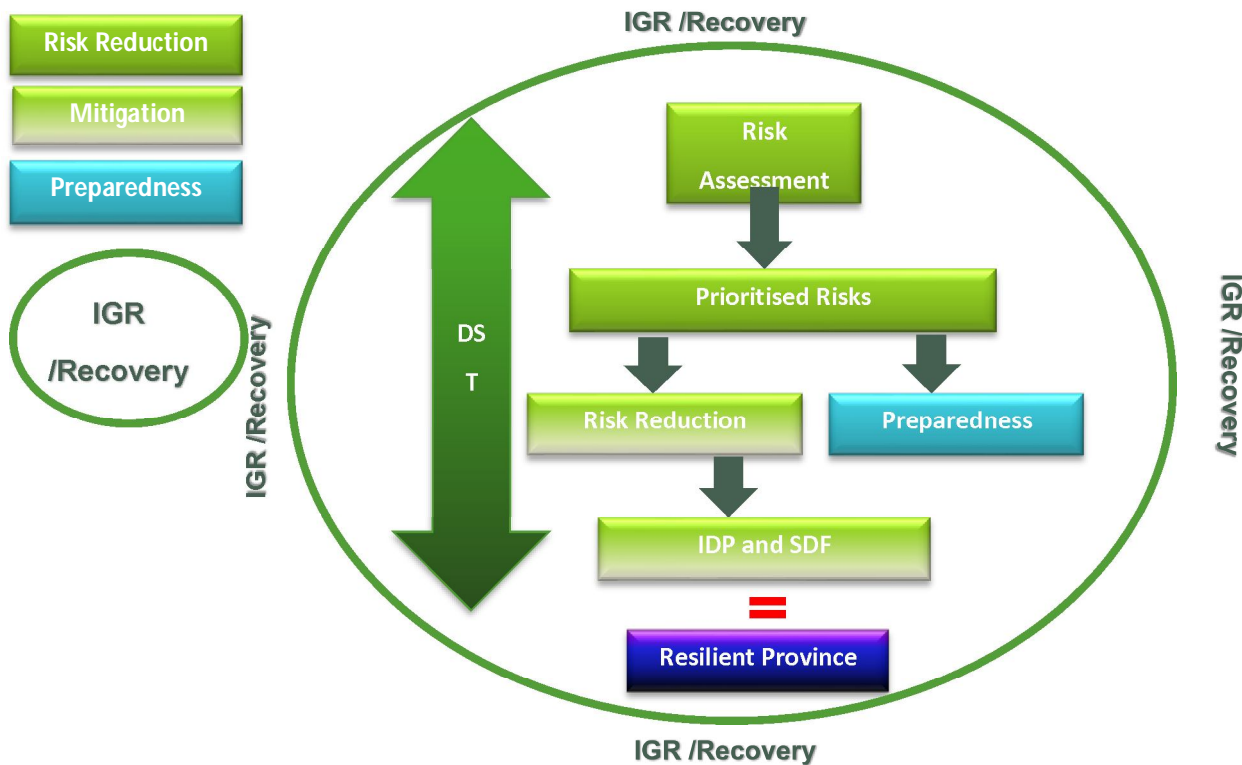 Risk Reduction
Mitigation
Preparedness
IGR
/Recovery
IGR /Recovery
IGR /Recovery
DS
T
Risk
Assessment
Prioritised Risks
Risk Reduction
Preparedness
IDP and SDF
=
Resilient Province
IGR /Recovery
IGR /Recovery